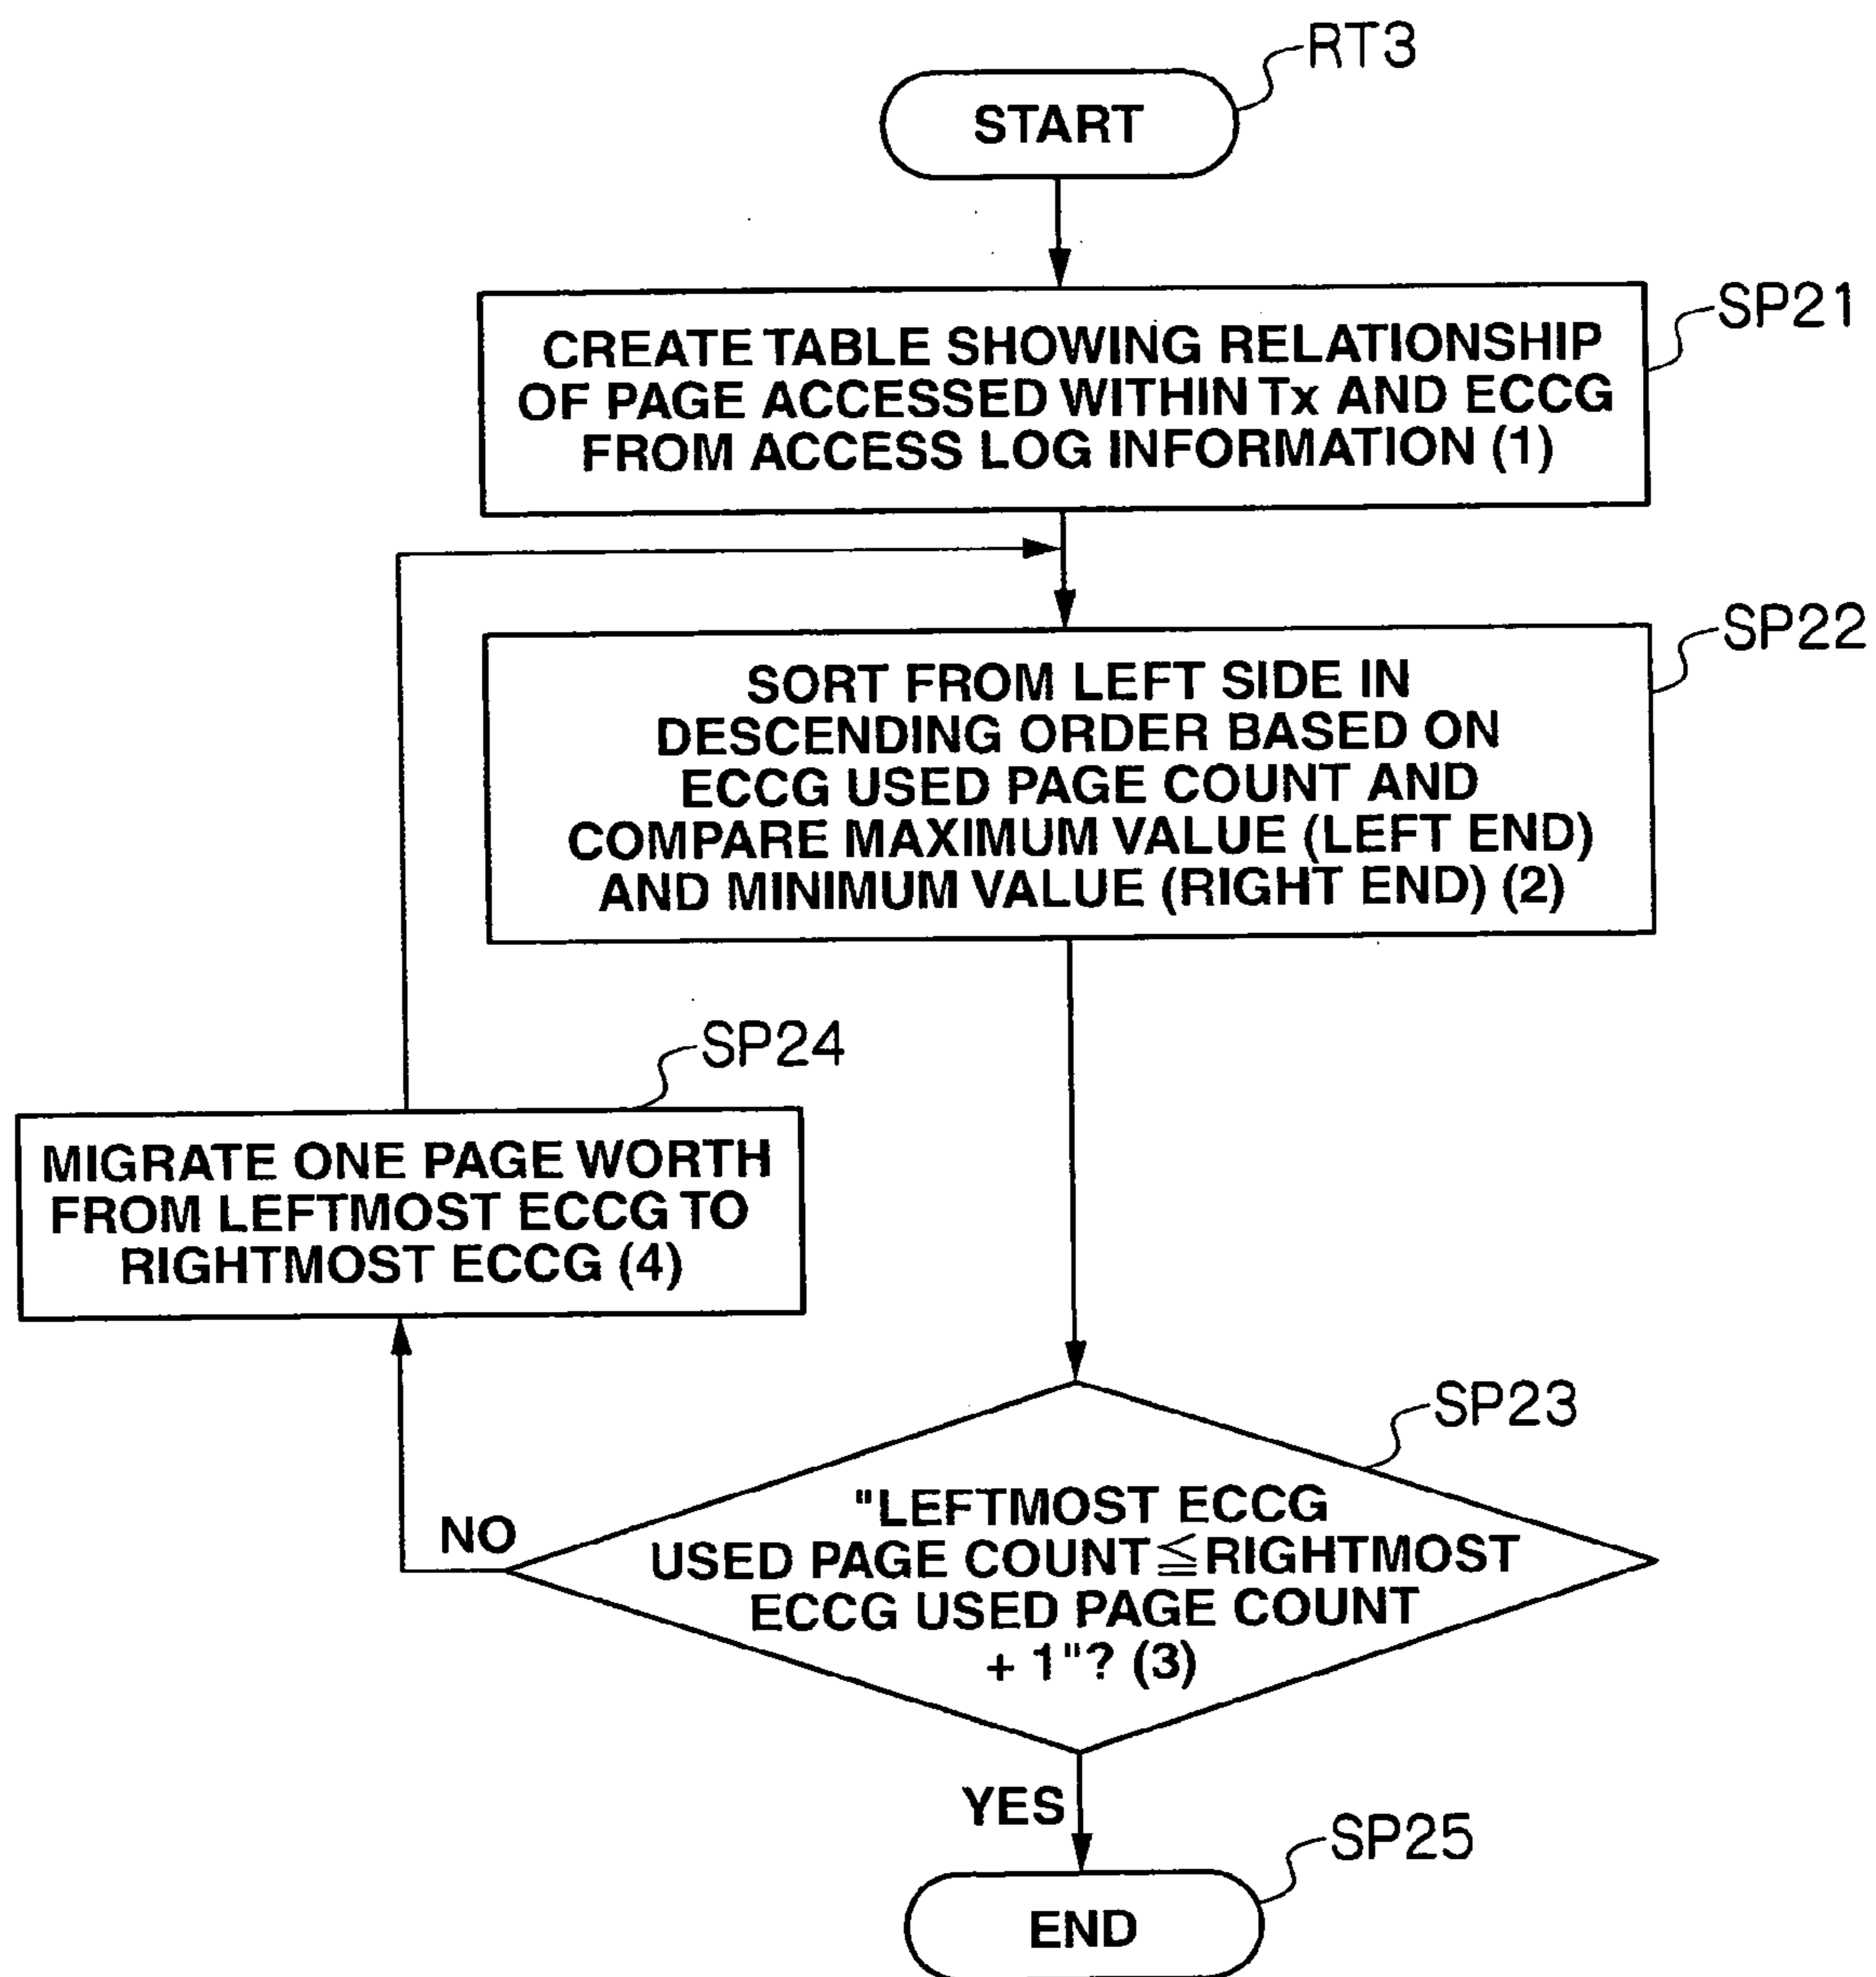 RT3
START
SP21
CREATE TABLE SHOWING RELATIONSHIP
OF PAGE ACCESSED WITHIN Tx AND ECCG
FROM ACCESS LOG INFORMATION (1)
SP22
SORT FROM LEFT SIDE IN
DESCENDING ORDER BASED ON
ECCG USED PAGE COUNT AND
COMPARE MAXIMUM VALUE (LEFT END)
AND MINIMUM VALUE (RIGHT END) (2)
SP24
MIGRATE ONE PAGE WORTH
FROM LEFTMOST ECCG TO
RIGHTMOST ECCG (4)
SP23
"LEFTMOST ECCG
USED PAGE COUNT≦RIGHTMOST
ECCG USED PAGE COUNT
+ 1"? (3)
NO
YES
SP25
END